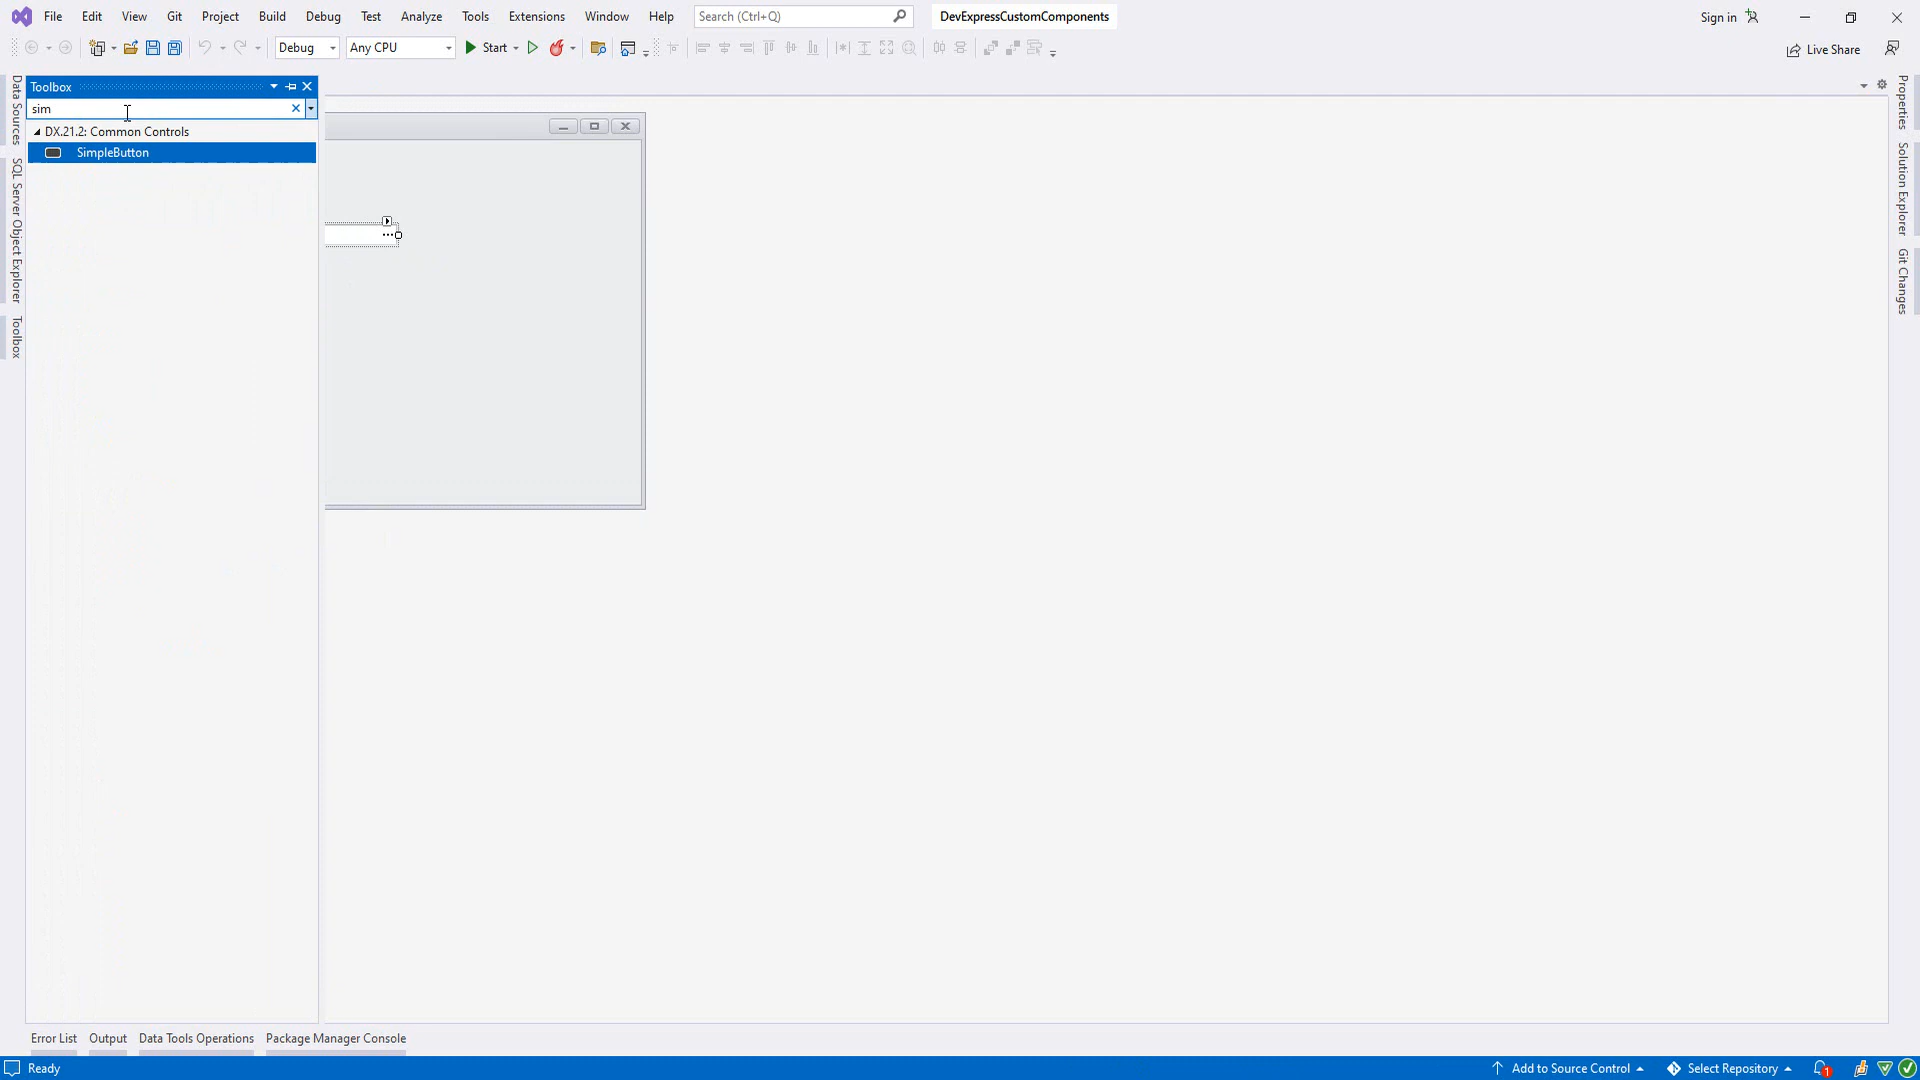 File Edit View Git Project Build Debug Test Analyze Tools Extensions Window Help Search (Ctrl+Q) DevExpressCustomComponents Sign in
Debug Any CPU Start Live Share
Toolbox
sim
DX.21.2: Common Controls
SimpleButton
Data Sources
SQL Server Object Explorer
Toolbox
Properties
Solution Explorer
Git Changes
Error List Output Data Tools Operations Package Manager Console
Ready Add to Source Control Select Repository 1